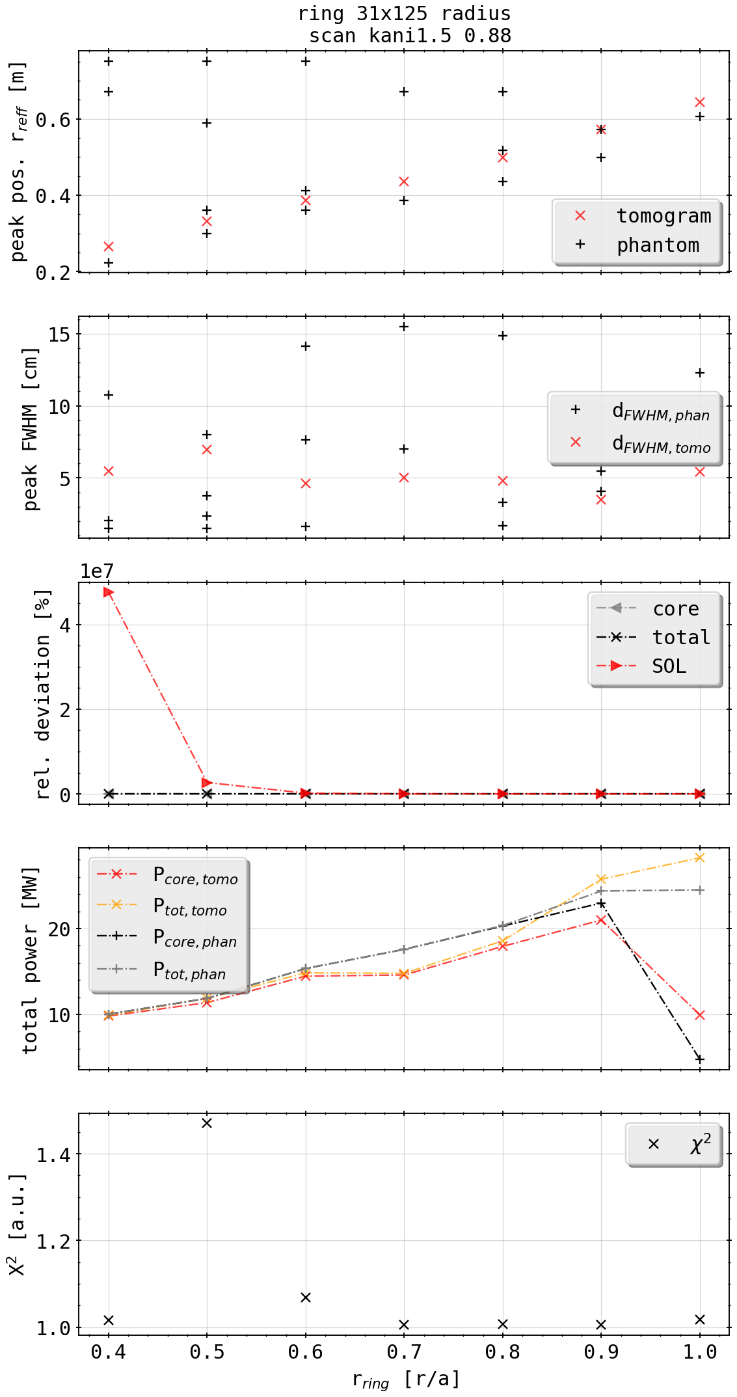 ring 31x125 radius
scan kani1.5 0.88
peak pos. r_reff [m]
0.6
0.4
0.2
tomogram
phantom
peak FWHM [cm]
15
10
5
d_FWHM,phan
d_FWHM,tomo
1e7
rel. deviation [%]
4
2
0
core
total
SOL
total power [MW]
20
10
P_core,tomo
P_tot,tomo
P_core,phan
P_tot,phan
X² [a.u.]
1.4
1.2
1.0
χ²
0.4 0.5 0.6 0.7 0.8 0.9 1.0
r_ring [r/a]